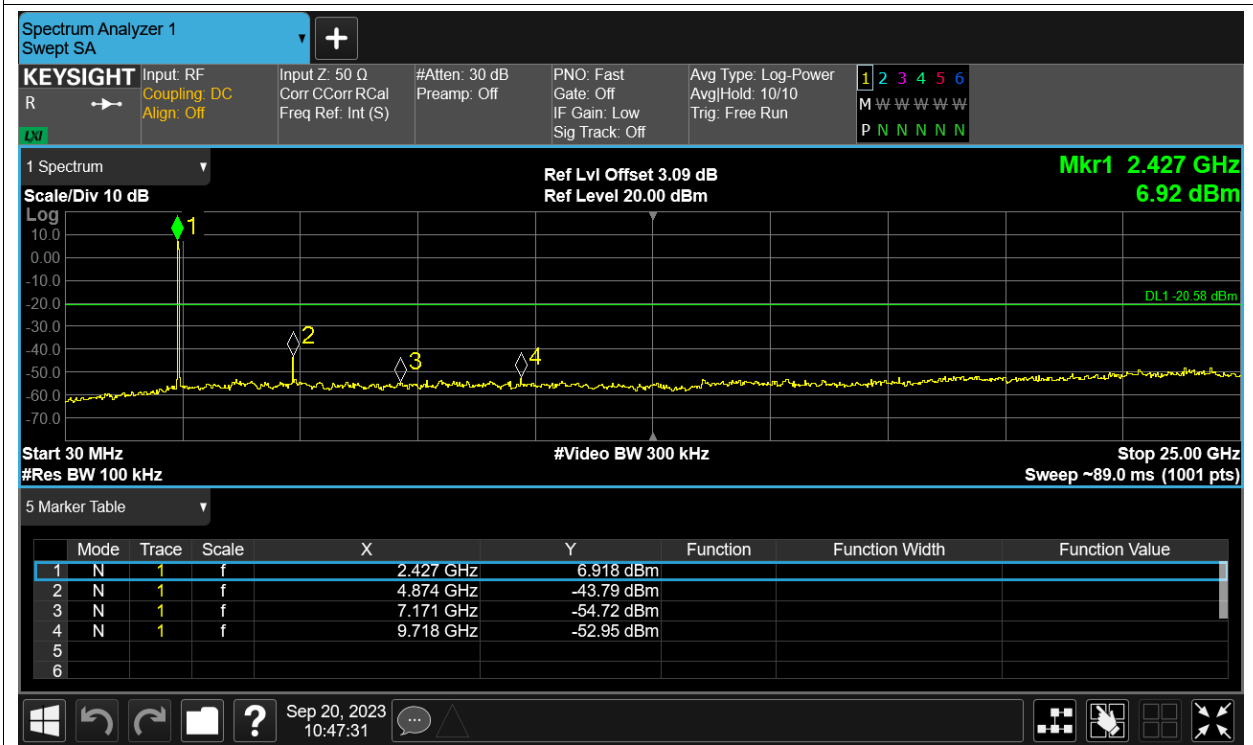 Spectrum Analyzer 1
Swept SA
+
KEYSIGHT
R
LXI
Input: RF
Coupling: DC
Align: Off
Input Z: 50 Ω
Corr CCorr RCal
Freq Ref: Int (S)
#Atten: 30 dB
Preamp: Off
PNO: Fast
Gate: Off
IF Gain: Low
Sig Track: Off
Avg Type: Log-Power
Avg|Hold: 10/10
Trig: Free Run
1 2 3 4 5 6
M W W W W W
P N N N N N
1 Spectrum
Scale/Div 10 dB
Ref Lvl Offset 3.09 dB
Ref Level 20.00 dBm
Mkr1 2.427 GHz
6.92 dBm
Log
10.0
0.00
-10.0
-20.0
-30.0
-40.0
-50.0
-60.0
-70.0
1
2
3
4
DL1 -20.58 dBm
Start 30 MHz
#Res BW 100 kHz
#Video BW 300 kHz
Stop 25.00 GHz
Sweep ~89.0 ms (1001 pts)
5 Marker Table
Mode Trace Scale X Y Function Function Width Function Value
1 N 1 f 2.427 GHz 6.918 dBm
2 N 1 f 4.874 GHz -43.79 dBm
3 N 1 f 7.171 GHz -54.72 dBm
4 N 1 f 9.718 GHz -52.95 dBm
5
6
?
Sep 20, 2023
10:47:31